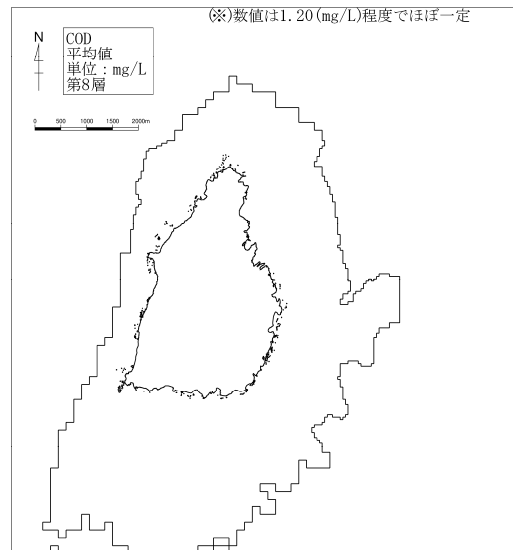 (※)数値は1.20(mg/L)程度でほぼ一定
N
COD
平均値
単位：mg/L
第8層
0 500 1000 1500 2000m